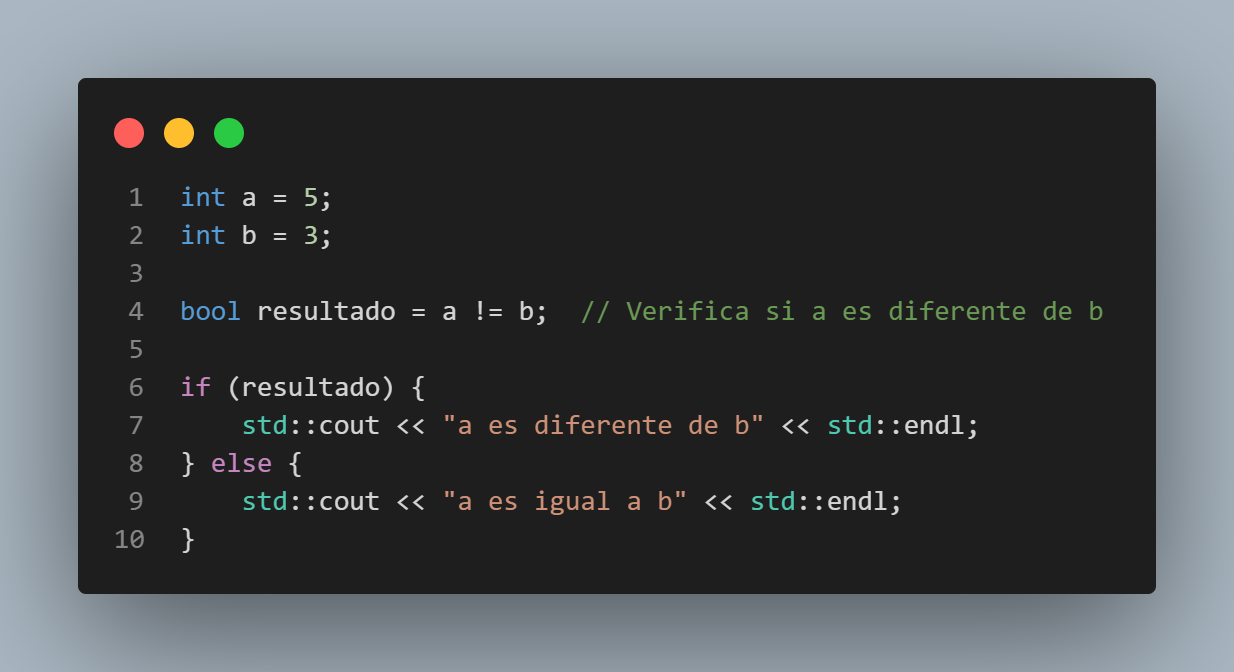 1 int a = 5;
2 int b = 3;
3
4 bool resultado = a != b;  // Verifica si a es diferente de b
5
6 if (resultado) {
7     std::cout << "a es diferente de b" << std::endl;
8 } else {
9     std::cout << "a es igual a b" << std::endl;
10 }